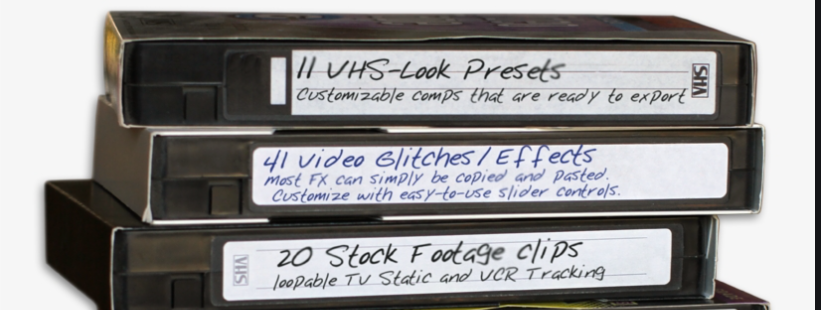 11 VHS-Look Presets
Customizable comps that are ready to export
VHS
41 Video Glitches/Effects
Most FX can simply be copied and pasted.
Customize with easy-to-use slider controls.
VHS
20 Stock Footage clips
loopable TV Static and VCR Tracking